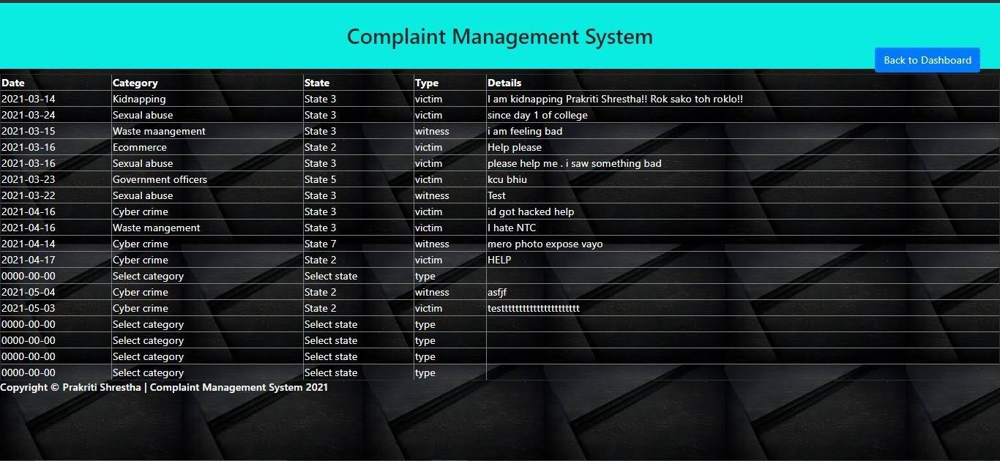 Complaint Management System
Back to Dashboard
Date Category State Type Details
2021-03-14 Kidnapping State 3 victim I am kidnapping Prakriti Shrestha!! Rok sako toh roklo!!
2021-03-24 Sexual abuse State 3 victim since day 1 of college
2021-03-15 Waste maangement State 3 witness i am feeling bad
2021-03-16 Ecommerce State 2 victim Help please
2021-03-16 Sexual abuse State 3 victim please help me . i saw something bad
2021-03-23 Government officers State 5 victim kcu bhiu
2021-03-22 Sexual abuse State 3 witness Test
2021-04-16 Cyber crime State 3 victim id got hacked help
2021-04-16 Waste mangement State 3 victim I hate NTC
2021-04-14 Cyber crime State 7 witness mero photo expose vayo
2021-04-17 Cyber crime State 2 victim HELP
0000-00-00 Select category Select state type
2021-05-04 Cyber crime State 2 witness asfjf
2021-05-03 Cyber crime State 2 victim testttttttttttttttttttttt
0000-00-00 Select category Select state type
0000-00-00 Select category Select state type
0000-00-00 Select category Select state type
0000-00-00 Select category Select state type
Copyright © Prakriti Shrestha | Complaint Management System 2021